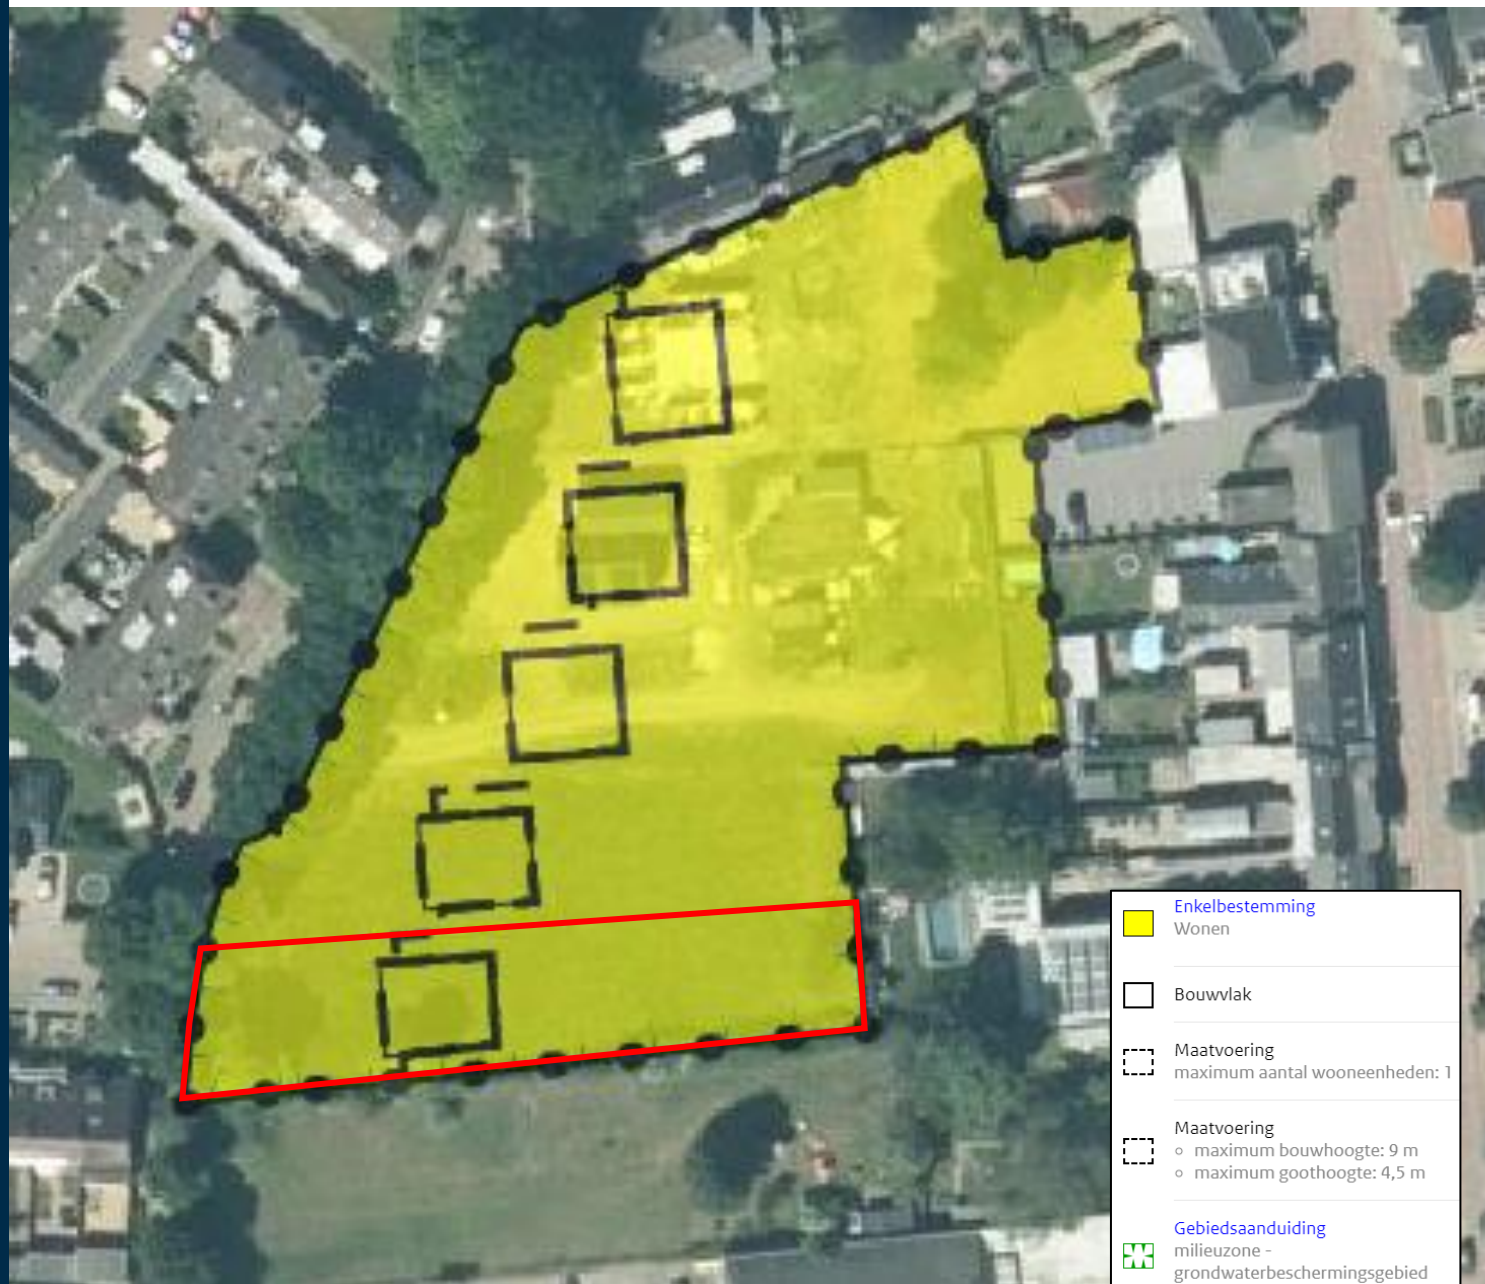 Enkelbestemming
Wonen
Bouwvlak
Maatvoering
maximum aantal wooneenheden: 1
Maatvoering
◦ maximum bouwhoogte: 9 m
◦ maximum goothoogte: 4,5 m
Gebiedsaanduiding
milieuzone -
grondwaterbeschermingsgebied